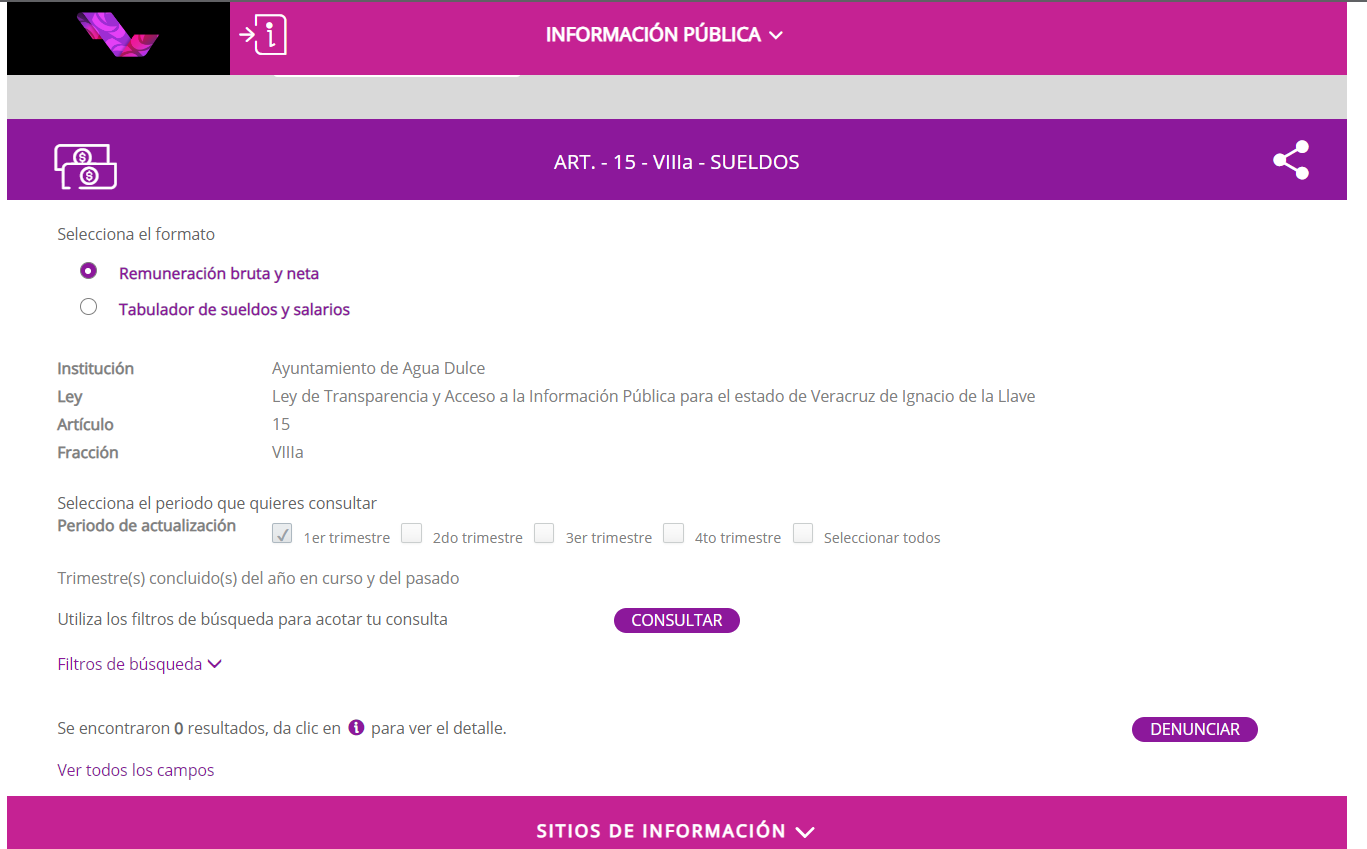 INFORMACIÓN PÚBLICA
ART. - 15 - VIIIa - SUELDOS
Selecciona el formato
Remuneración bruta y neta
Tabulador de sueldos y salarios
Institución Ayuntamiento de Agua Dulce
Ley Ley de Transparencia y Acceso a la Información Pública para el estado de Veracruz de Ignacio de la Llave
Artículo 15
Fracción VIIIa
Selecciona el periodo que quieres consultar
Periodo de actualización 1er trimestre 2do trimestre 3er trimestre 4to trimestre Seleccionar todos
Trimestre(s) concluido(s) del año en curso y del pasado
Utiliza los filtros de búsqueda para acotar tu consulta CONSULTAR
Filtros de búsqueda
Se encontraron 0 resultados, da clic en i para ver el detalle. DENUNCIAR
Ver todos los campos
SITIOS DE INFORMACIÓN